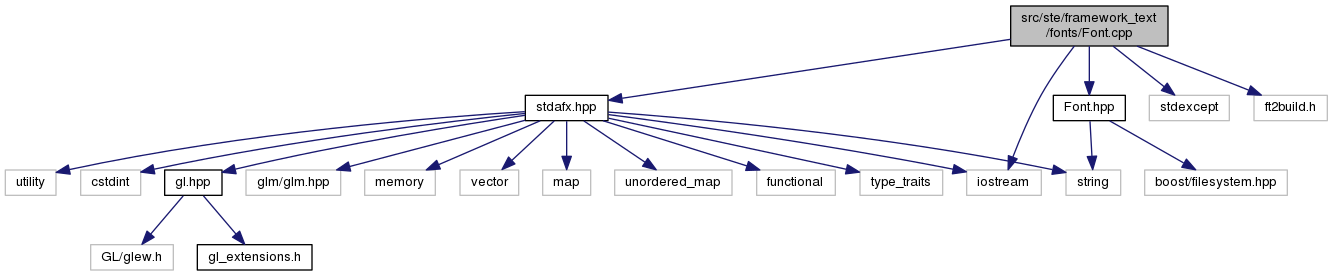 src/ste/framework_text
/fonts/Font.cpp
stdafx.hpp
Font.hpp
stdexcept
ft2build.h
utility
cstdint
gl.hpp
glm/glm.hpp
memory
vector
map
unordered_map
functional
type_traits
iostream
string
boost/filesystem.hpp
GL/glew.h
gl_extensions.h